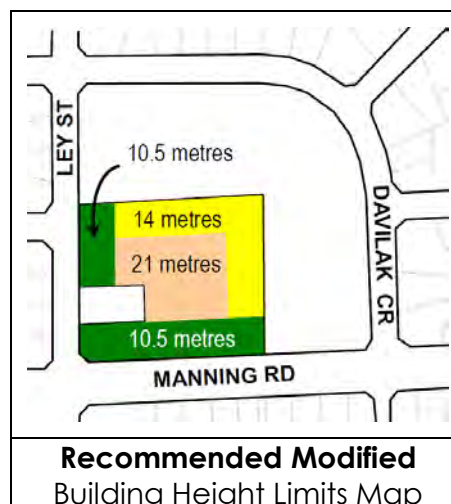 LEY ST
10.5 metres
14 metres
21 metres
DAVILAK CR
10.5 metres
MANNING RD
Recommended Modified
Building Height Limits Map